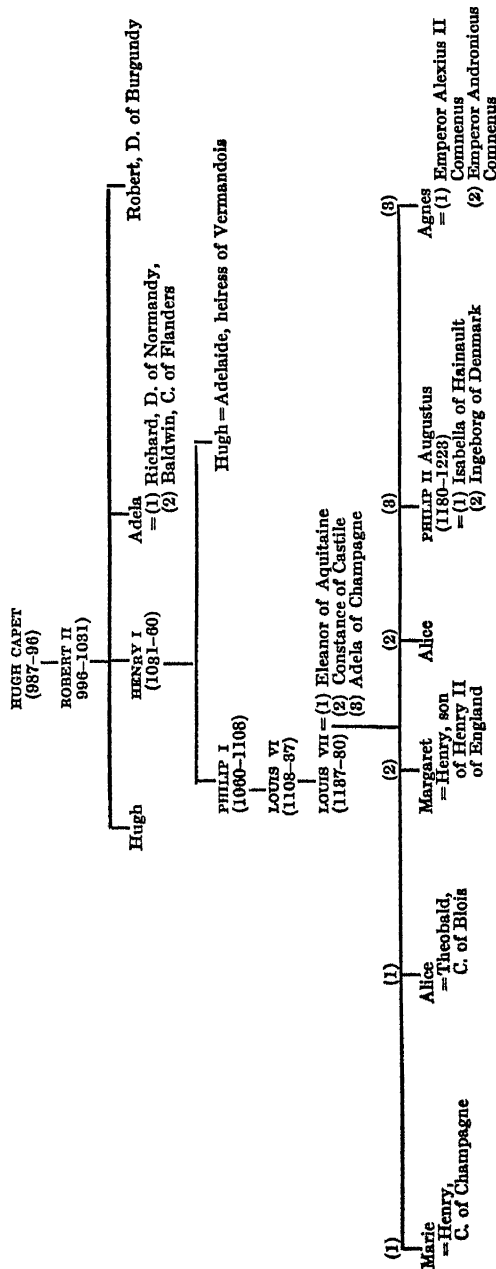 HUGH CAPET
(987–96)
ROBERT II
996–1031)
Hugh
HENRY I
(1031–60)
Adela
=(1) Richard, D. of Normandy,
(2) Baldwin, C. of Flanders
Robert, D. of Burgundy
PHILIP I
(1060–1108)
Hugh=Adelaide, heiress of Vermandois
LOUIS VI
(1108–37)
LOUIS VII=(1) Eleanor of Aquitaine
(1137–80) (2) Constance of Castile
(3) Adela of Champagne
(1)
Marie
=Henry,
C. of Champagne
(1)
Alice
=Theobald,
C. of Blois
(2)
Margaret
=Henry, son
of Henry II
of England
(2)
Alice
(3)
PHILIP II Augustus
(1180–1223)
=(1) Isabella of Hainault
(2) Ingeborg of Denmark
(3)
Agnes
=(1) Emperor Alexius II
Comnenus
(2) Emperor Andronicus
Comnenus